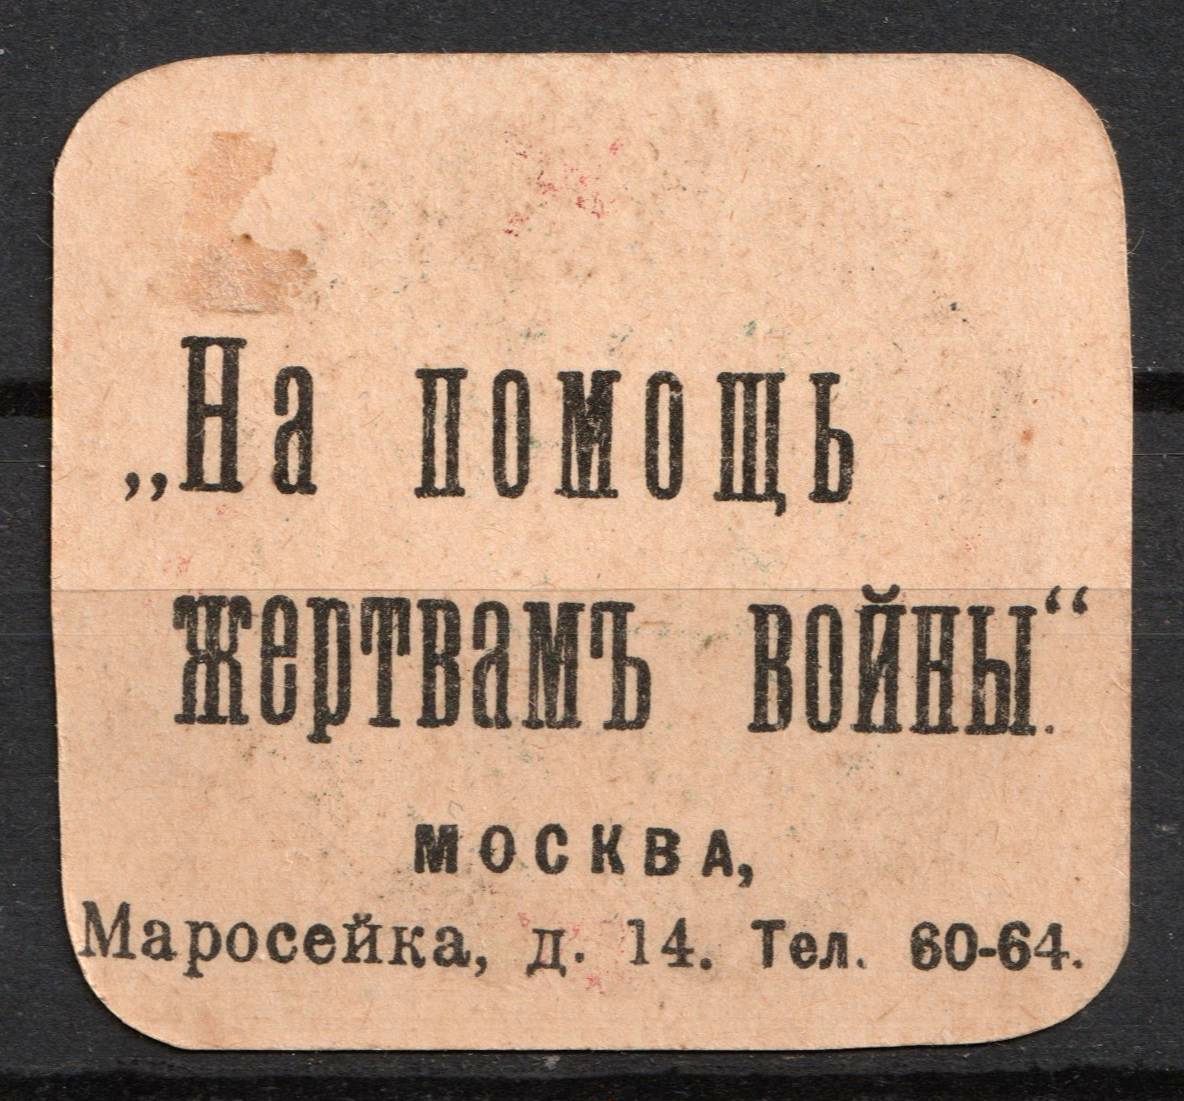 „На помощь
жертвамъ войны.“
МОСКВА,
Маросейка, д. 14. Тел. 60-64.